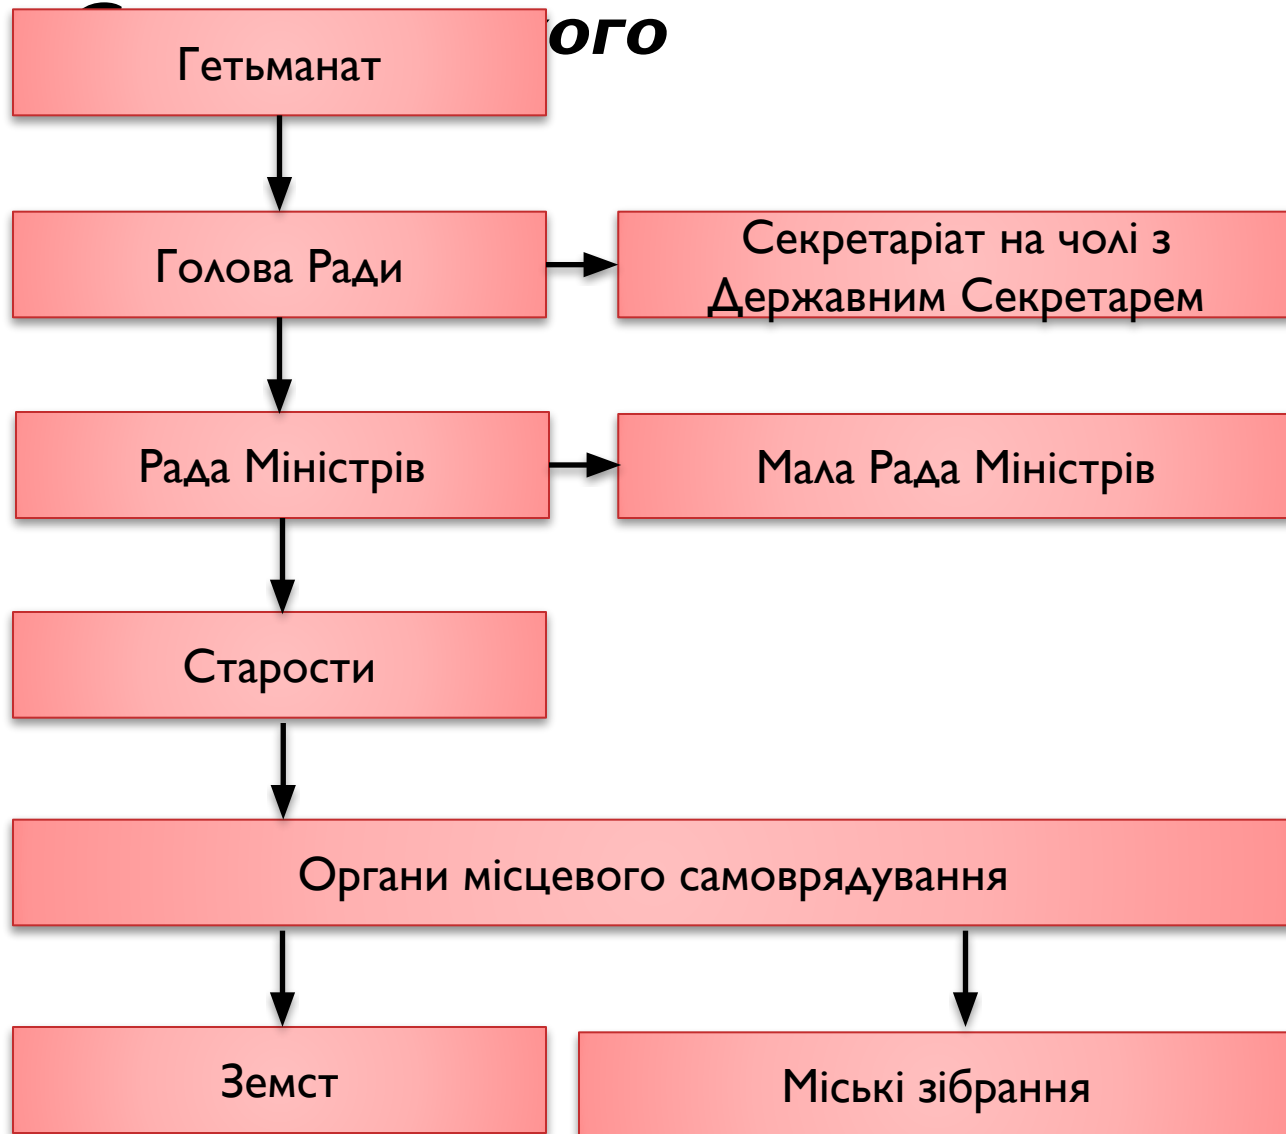 Гетьманат
Голова Ради
Секретаріат на чолі з
Державним Секретарем
Рада Міністрів
Мала Рада Міністрів
Старости
Органи місцевого самоврядування
Земст
Міські зібрання